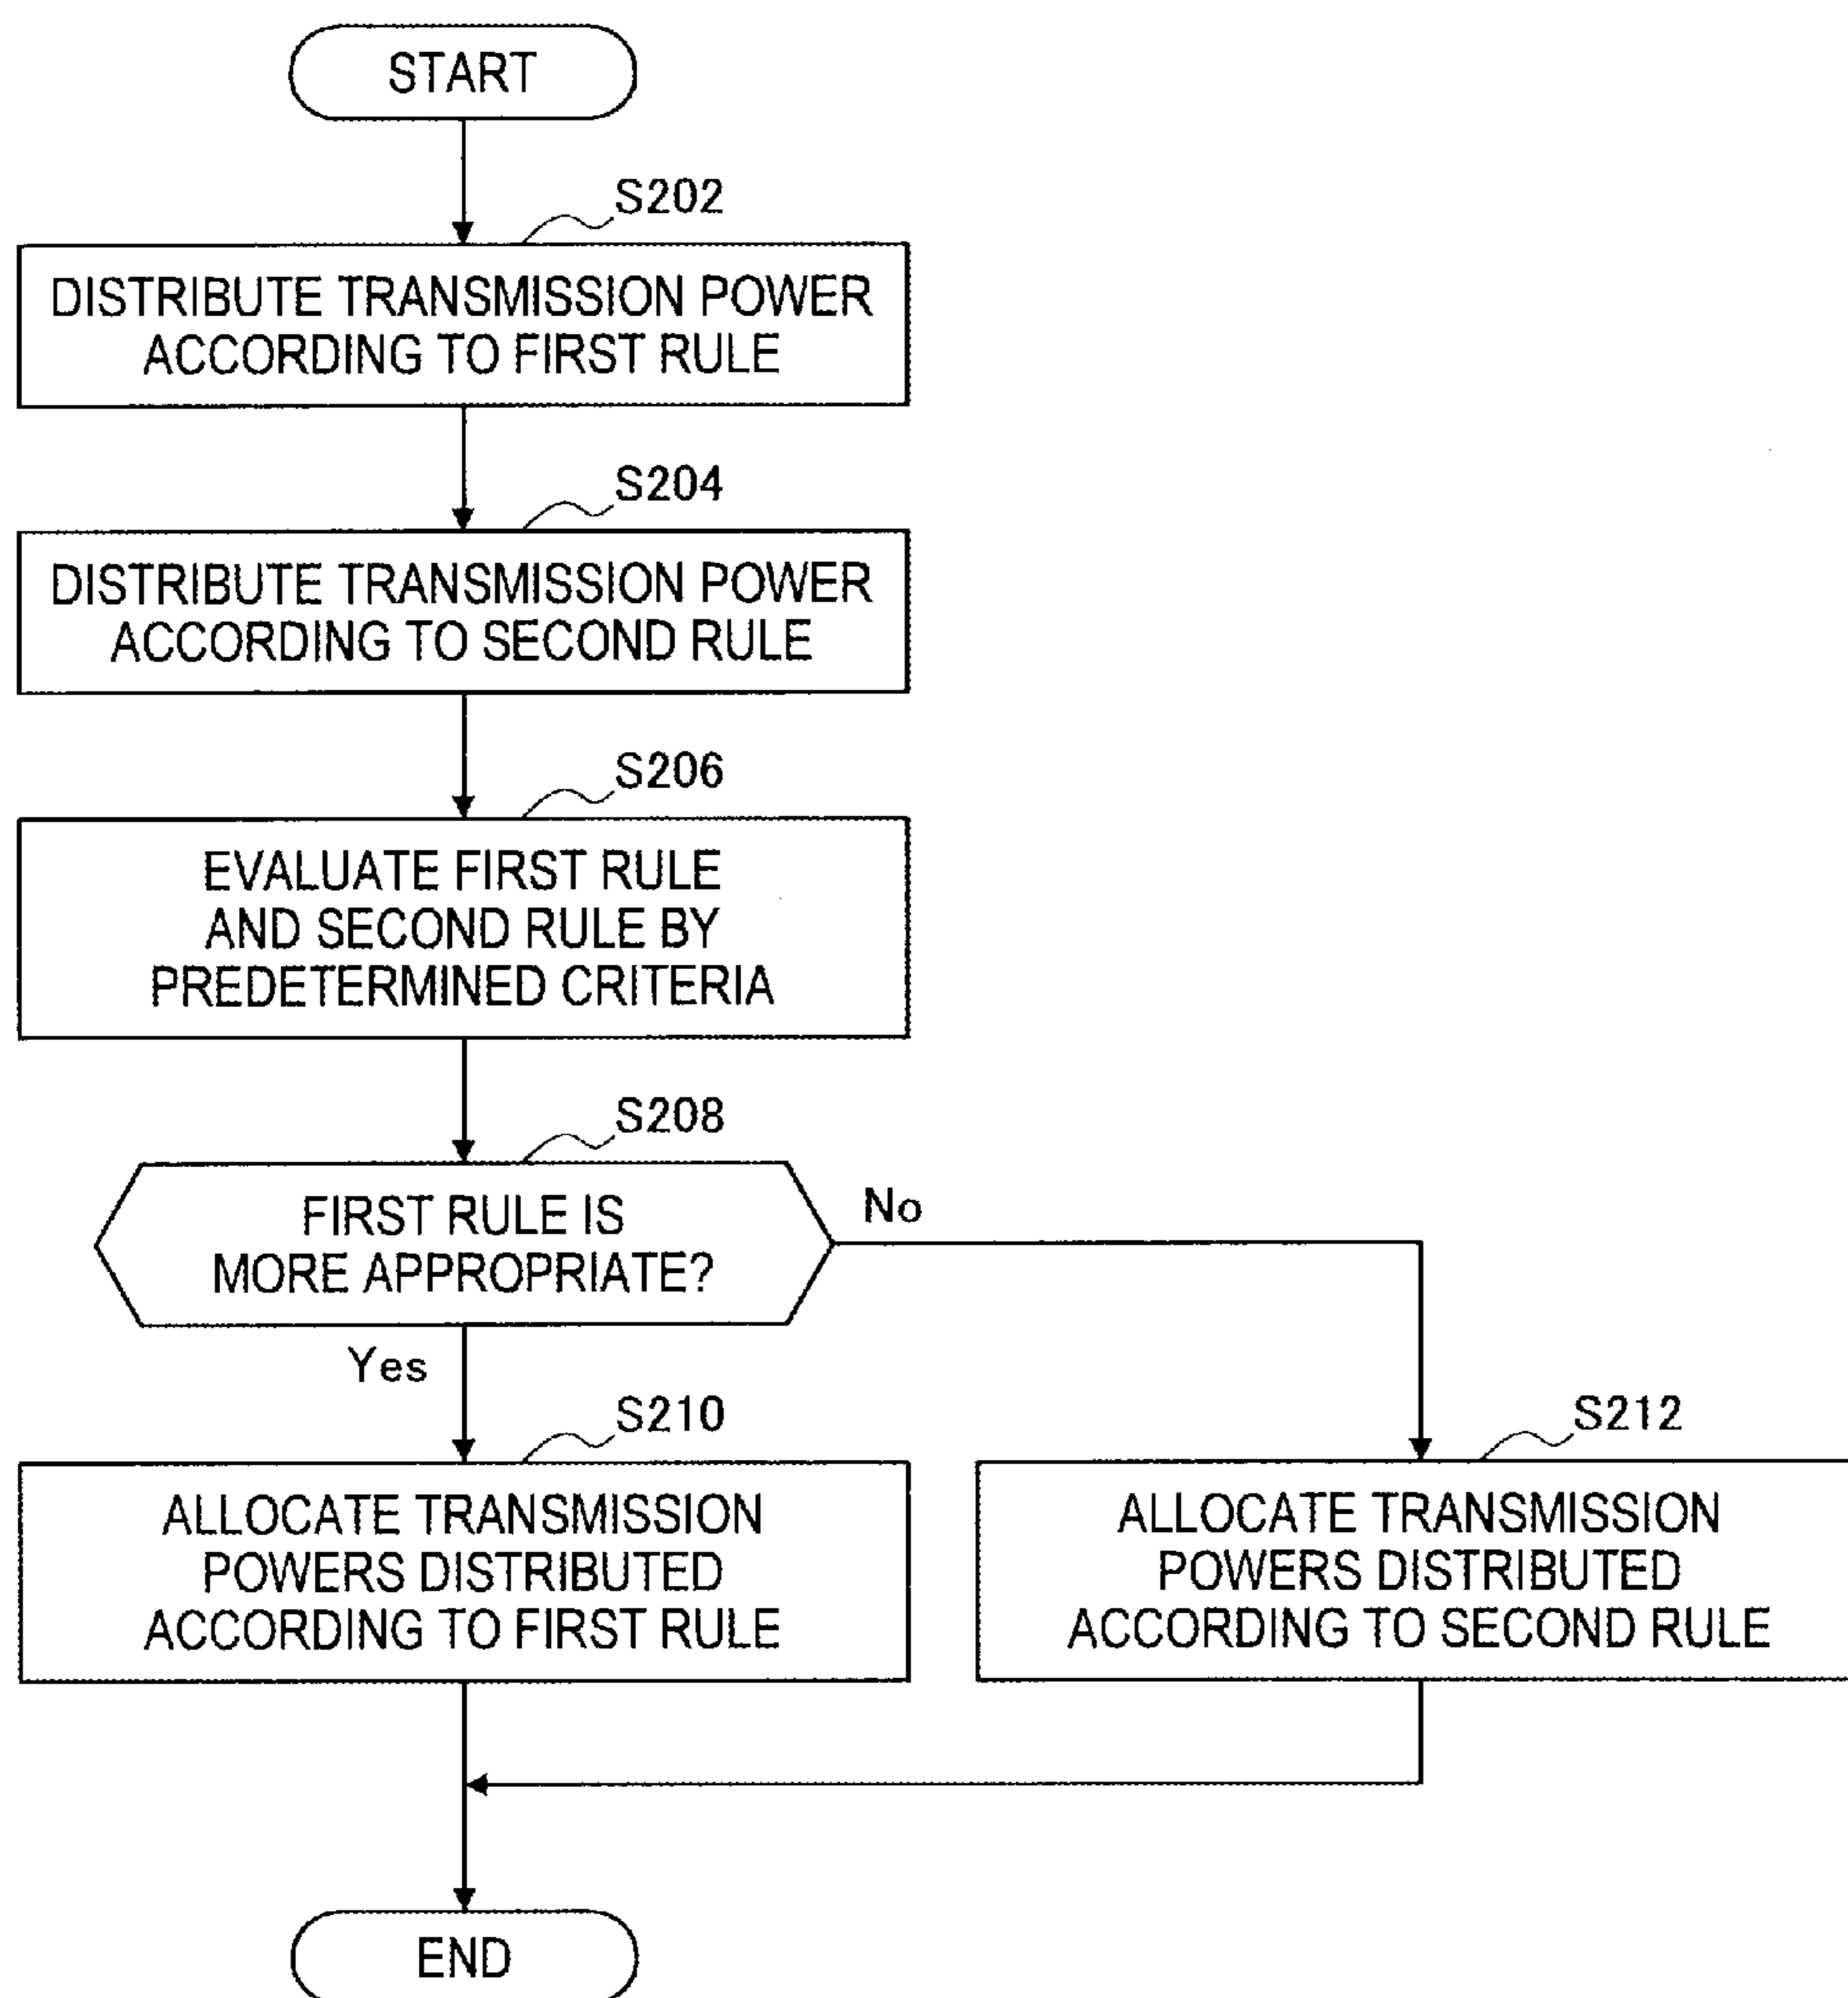 START
S202
DISTRIBUTE TRANSMISSION POWER
ACCORDING TO FIRST RULE
S204
DISTRIBUTE TRANSMISSION POWER
ACCORDING TO SECOND RULE
S206
EVALUATE FIRST RULE
AND SECOND RULE BY
PREDETERMINED CRITERIA
S208
FIRST RULE IS
MORE APPROPRIATE?
No
Yes
S210
ALLOCATE TRANSMISSION
POWERS DISTRIBUTED
ACCORDING TO FIRST RULE
S212
ALLOCATE TRANSMISSION
POWERS DISTRIBUTED
ACCORDING TO SECOND RULE
END